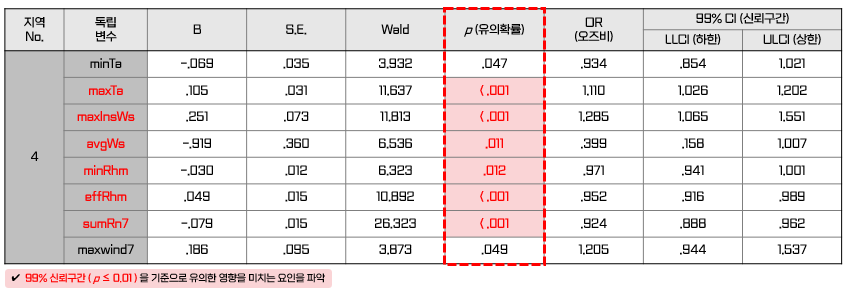 지역 No. 독립 변수 B S.E. Wald p (유의확률) OR (오즈비) 99% CI (신뢰구간)
LLCI (하한) ULCI (상한)
4 minTa -.069 .035 3.932 .047 .934 .854 1.021
maxTa .105 .031 11.637 < .001 1.110 1.026 1.202
maxInsWs .251 .073 11.813 < .001 1.285 1.065 1.551
avgWs -.919 .360 6.536 .011 .399 .158 1.007
minRhm -.030 .012 6.323 .012 .971 .941 1.001
effRhm .049 .015 10.892 < .001 .952 .916 .989
sumRn7 -.079 .015 26.323 < .001 .924 .888 .962
maxwind7 .186 .095 3.873 .049 1.205 .944 1.537
✔ 99% 신뢰구간 ( p ≤ 0.01 ) 을 기준으로 유의한 영향을 미치는 요인을 파악